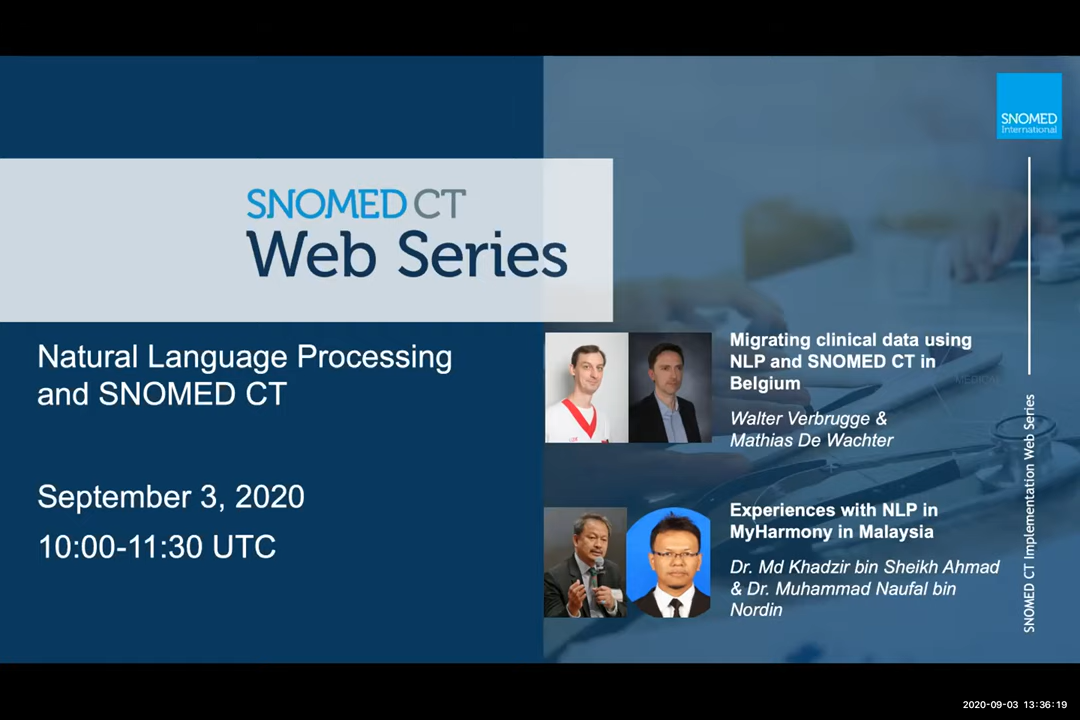 SNOMED
International
SNOMED CT
Web Series
Natural Language Processing
and SNOMED CT
September 3, 2020
10:00-11:30 UTC
Migrating clinical data using
NLP and SNOMED CT in
Belgium
Walter Verbrugge &
Mathias De Wachter
Experiences with NLP in
MyHarmony in Malaysia
Dr. Md Khadzir bin Sheikh Ahmad
& Dr. Muhammad Naufal bin
Nordin
MEDICAL
SNOMED CT Implementation Web Series
2020-09-03 13:36:19